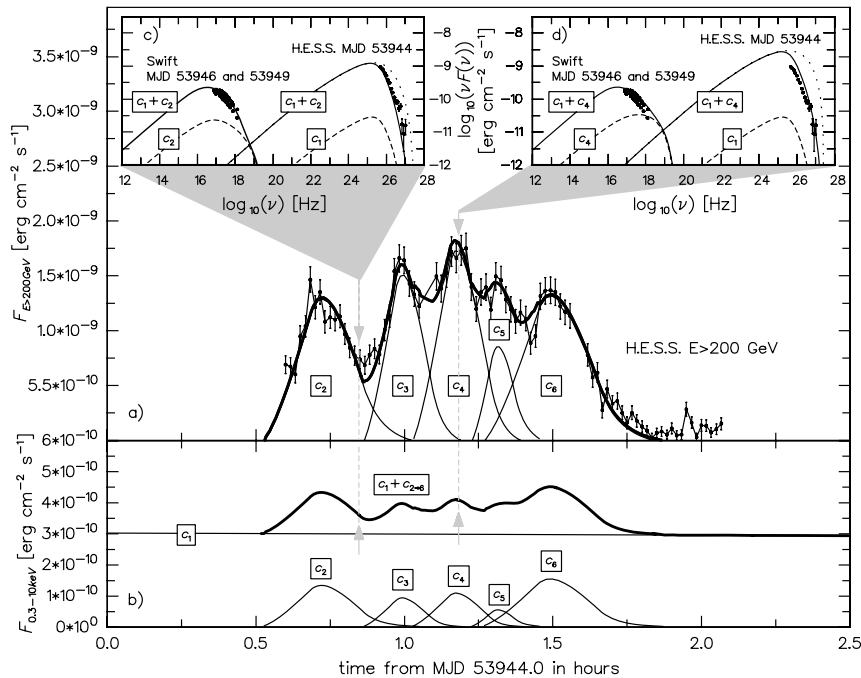 c)
Swift
MJD 53946 and 53949
H.E.S.S. MJD 53944
c₁ + c₂
c₁ + c₂
c₂
c₁
12 14 16 18 20 22 24 26 28
log₁₀(ν) [Hz]
-8
-9
-10
-11
-12
log₁₀(νF(ν))
[erg cm⁻² s⁻¹]
d)
Swift
MJD 53946 and 53949
H.E.S.S. MJD 53944
c₁ + c₄
c₁ + c₄
c₄
c₁
12 14 16 18 20 22 24 26 28
log₁₀(ν) [Hz]
3.5*10⁻⁹
3.0*10⁻⁹
2.5*10⁻⁹
2.0*10⁻⁹
1.5*10⁻⁹
1.0*10⁻⁹
5.5*10⁻¹⁰
F_E>200GeV [erg cm⁻² s⁻¹]
a)
c₂
c₃
c₄
c₅
c₆
H.E.S.S. E>200 GeV
6*10⁻¹⁰
5*10⁻¹⁰
4*10⁻¹⁰
3*10⁻¹⁰
2*10⁻¹⁰
1*10⁻¹⁰
0*10⁰
F_0.3−10keV [erg cm⁻² s⁻¹]
b)
c₁ + c₂→₆
c₁
c₂
c₃
c₄
c₅
c₆
0.0 0.5 1.0 1.5 2.0 2.5
time from MJD 53944.0 in hours